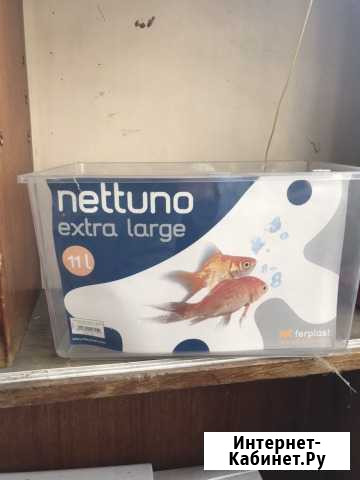 nettuno
extra large
11 l
ferplast
Интернет-
Кабинет.Ру